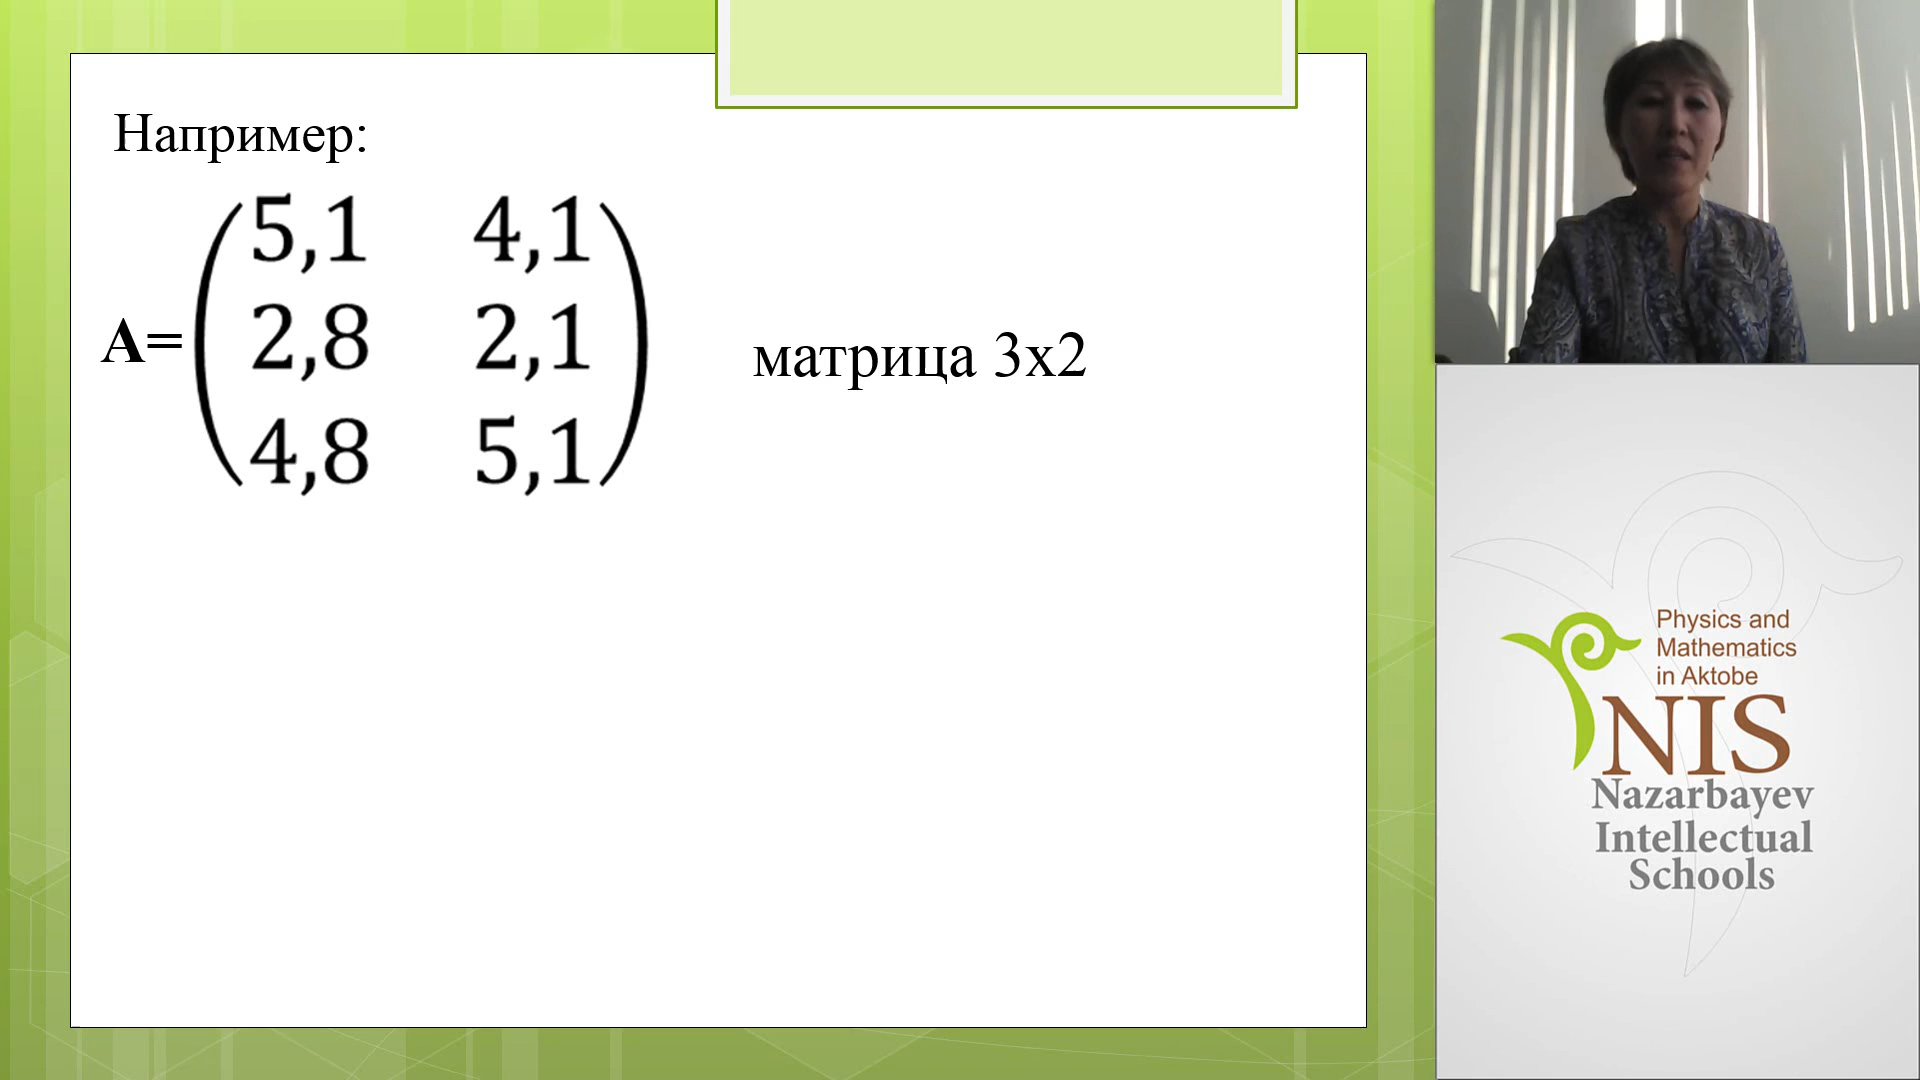 Например:
A=
5,1 4,1
2,8 2,1
4,8 5,1
матрица 3x2
Physics and
Mathematics
in Aktobe
NIS
Nazarbayev
Intellectual
Schools